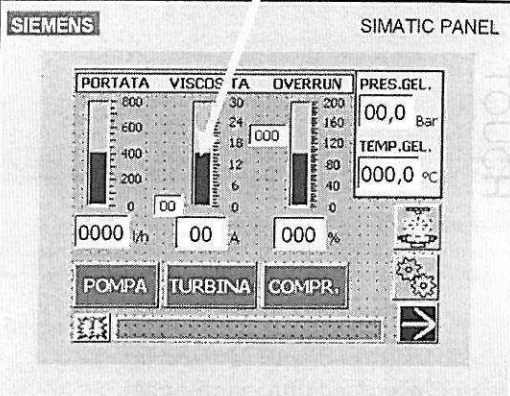 SIEMENS
SIMATIC PANEL
PORTATA VISCOSITA OVERRUN
PRES.GEL.
800 600 400 200 0
30 24 18 12 6 0
200 160 120 80 40 0
00,0 Bar
TEMP.GEL.
000,0 °C
00
000
0000 l/h
00 A
000 %
POMPA TURBINA COMPR.